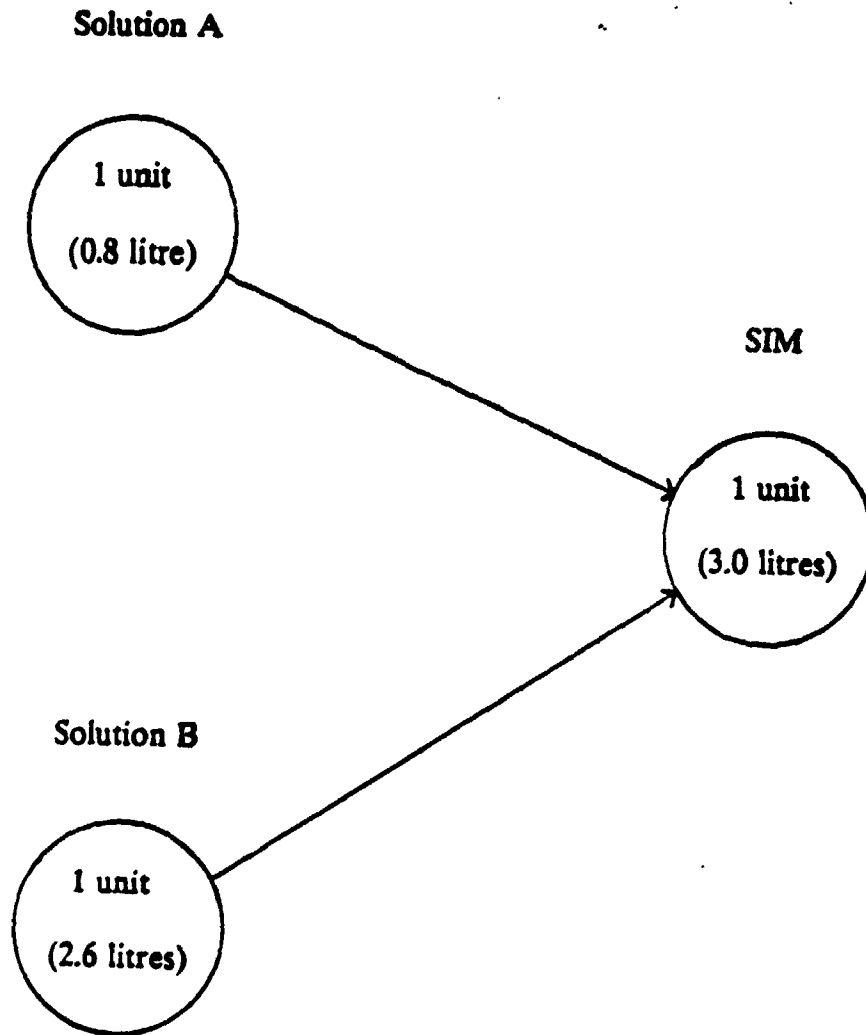 Solution A
1 unit
(0.8 litre)
SIM
1 unit
(3.0 litres)
Solution B
1 unit
(2.6 litres)